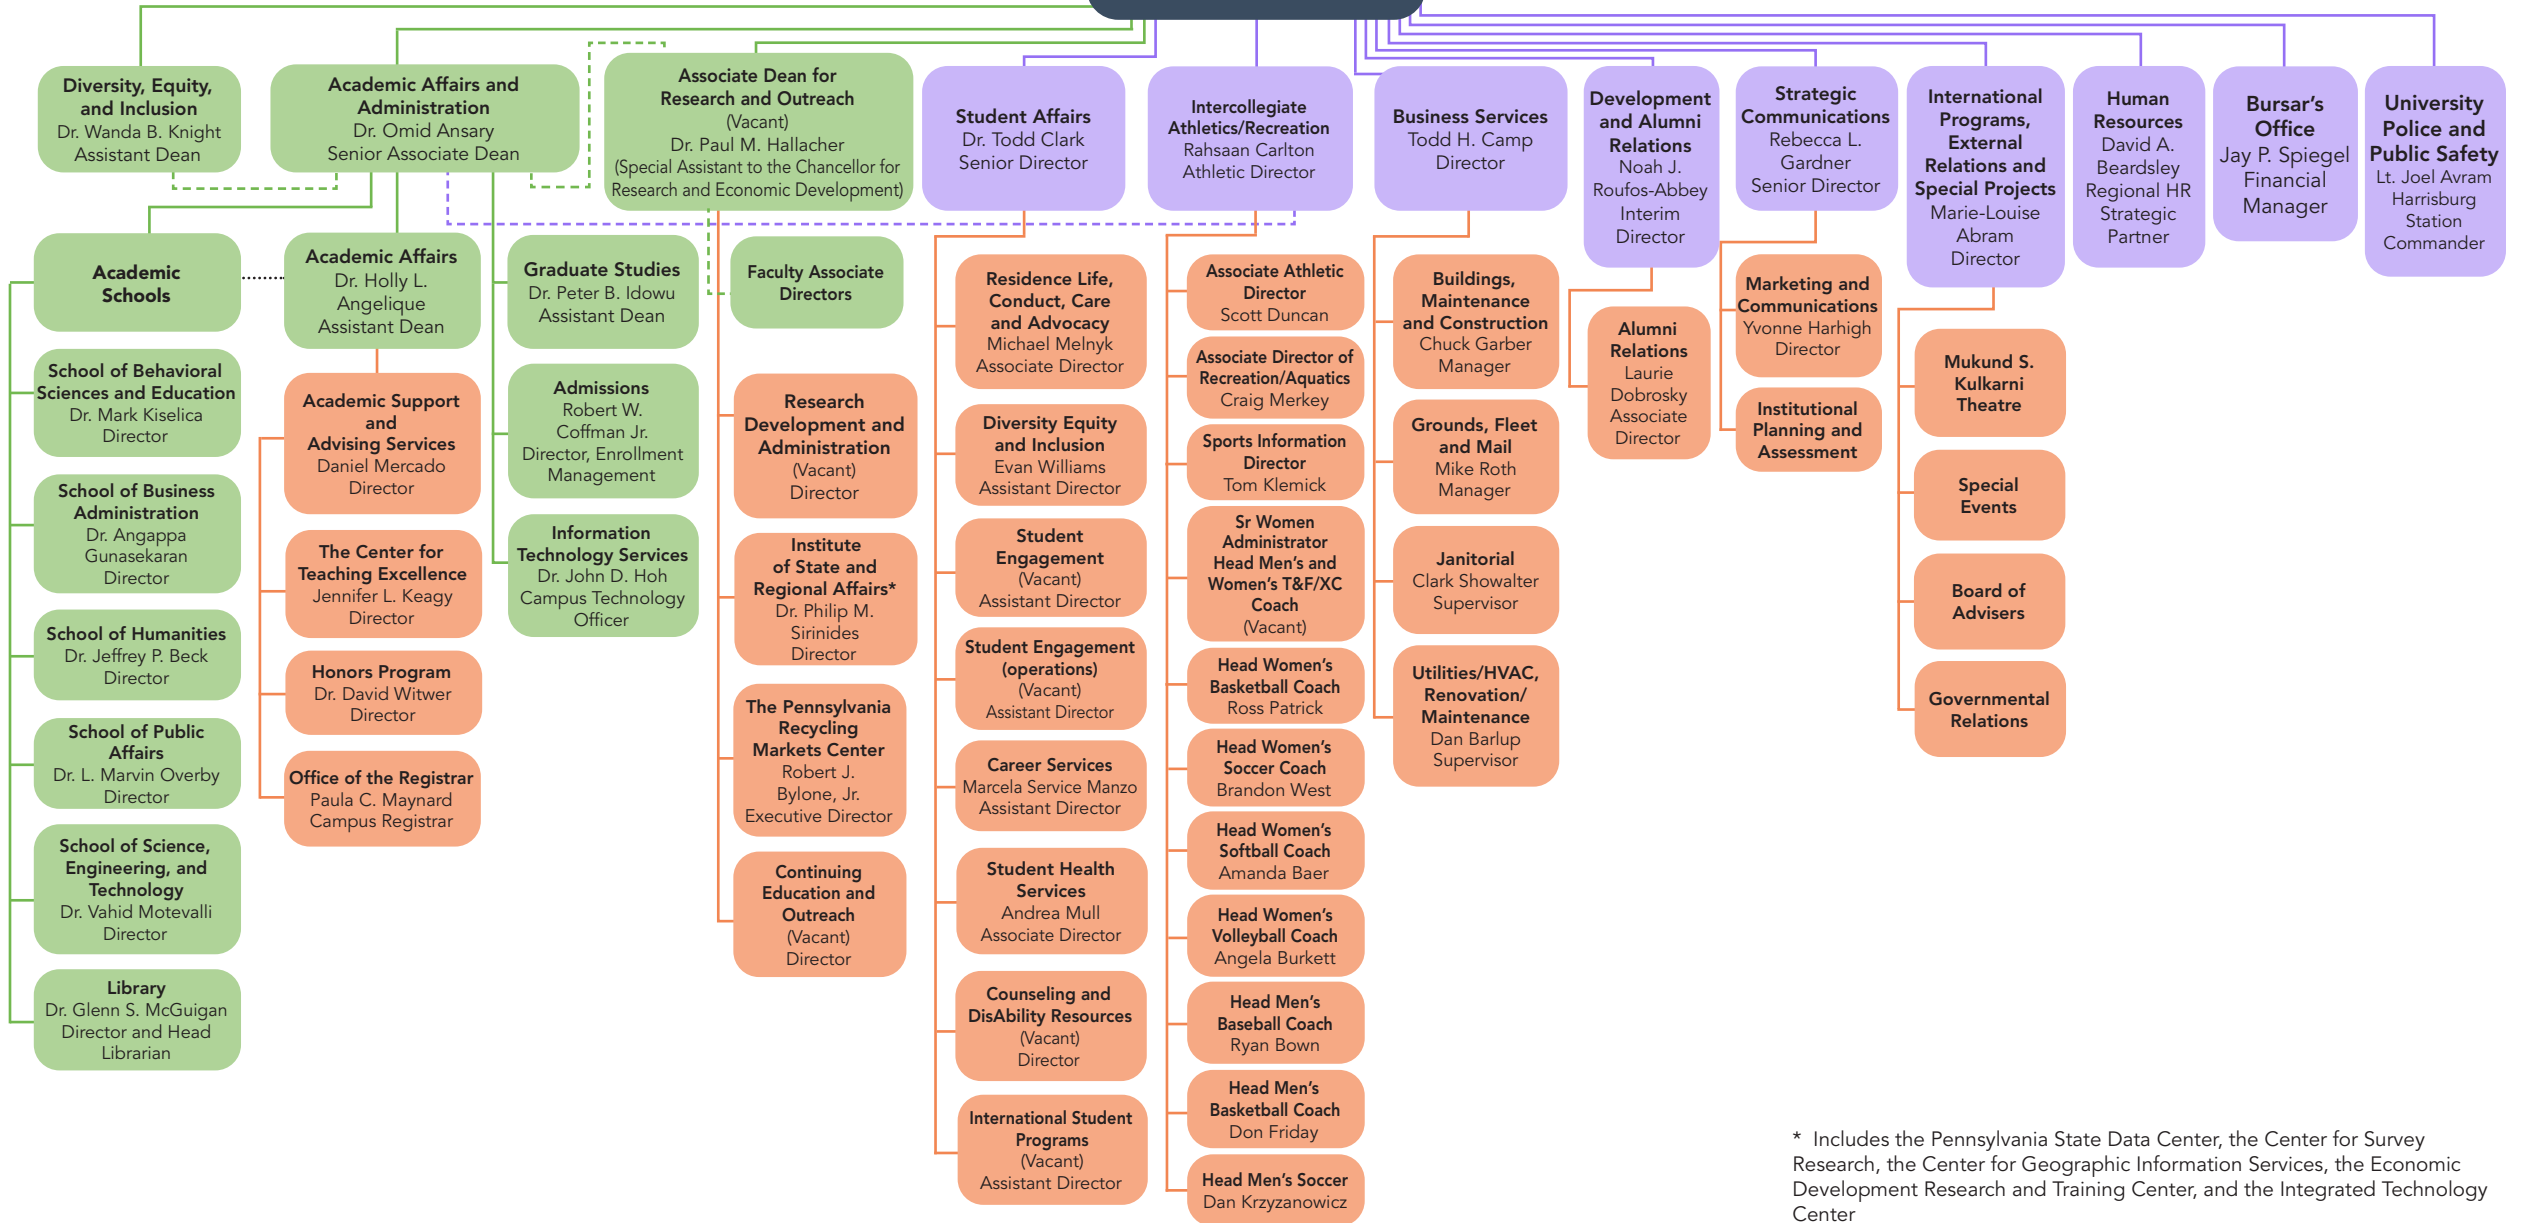 Diversity, Equity,
and Inclusion
Dr. Wanda B. Knight
Assistant Dean
Academic Affairs and
Administration
Dr. Omid Ansary
Senior Associate Dean
Associate Dean for
Research and Outreach
(Vacant)
Dr. Paul M. Hallacher
(Special Assistant to the Chancellor for
Research and Economic Development)
Student Affairs
Dr. Todd Clark
Senior Director
Intercollegiate
Athletics/Recreation
Rahsaan Carlton
Athletic Director
Business Services
Todd H. Camp
Director
Development
and Alumni
Relations
Noah J.
Roufos-Abbey
Interim
Director
Strategic
Communications
Rebecca L.
Gardner
Senior Director
International
Programs,
External
Relations and
Special Projects
Marie-Louise
Abram
Director
Human
Resources
David A.
Beardsley
Regional HR
Strategic
Partner
Bursar's
Office
Jay P. Spiegel
Financial
Manager
University
Police and
Public Safety
Lt. Joel Avram
Harrisburg
Station
Commander
Academic
Schools
School of Behavioral
Sciences and Education
Dr. Mark Kiselica
Director
School of Business
Administration
Dr. Angappa
Gunasekaran
Director
School of Humanities
Dr. Jeffrey P. Beck
Director
School of Public
Affairs
Dr. L. Marvin Overby
Director
School of Science,
Engineering, and
Technology
Dr. Vahid Motevalli
Director
Library
Dr. Glenn S. McGuigan
Director and Head
Librarian
Academic Affairs
Dr. Holly L.
Angelique
Assistant Dean
Academic Support
and
Advising Services
Daniel Mercado
Director
The Center for
Teaching Excellence
Jennifer L. Keagy
Director
Honors Program
Dr. David Witwer
Director
Office of the Registrar
Paula C. Maynard
Campus Registrar
Graduate Studies
Dr. Peter B. Idowu
Assistant Dean
Admissions
Robert W.
Coffman Jr.
Director, Enrollment
Management
Information
Technology Services
Dr. John D. Hoh
Campus Technology
Officer
Faculty Associate
Directors
Research
Development and
Administration
(Vacant)
Director
Institute
of State and
Regional Affairs*
Dr. Philip M.
Sirinides
Director
The Pennsylvania
Recycling
Markets Center
Robert J.
Bylone, Jr.
Executive Director
Continuing
Education and
Outreach
(Vacant)
Director
Residence Life,
Conduct, Care
and Advocacy
Michael Melnyk
Associate Director
Diversity Equity
and Inclusion
Evan Williams
Assistant Director
Student
Engagement
(Vacant)
Assistant Director
Student Engagement
(operations)
(Vacant)
Assistant Director
Career Services
Marcela Service Manzo
Assistant Director
Student Health
Services
Andrea Mull
Associate Director
Counseling and
DisAbility Resources
(Vacant)
Director
International Student
Programs
(Vacant)
Assistant Director
Associate Athletic
Director
Scott Duncan
Associate Director of
Recreation/Aquatics
Craig Merkey
Sports Information
Director
Tom Klemick
Sr Women
Administrator
Head Men's and
Women's T&F/XC
Coach
(Vacant)
Head Women's
Basketball Coach
Ross Patrick
Head Women's
Soccer Coach
Brandon West
Head Women's
Softball Coach
Amanda Baer
Head Women's
Volleyball Coach
Angela Burkett
Head Men's
Baseball Coach
Ryan Bown
Head Men's
Basketball Coach
Don Friday
Head Men's Soccer
Dan Krzyzanowicz
Buildings,
Maintenance
and Construction
Chuck Garber
Manager
Grounds, Fleet
and Mail
Mike Roth
Manager
Janitorial
Clark Showalter
Supervisor
Utilities/HVAC,
Renovation/
Maintenance
Dan Barlup
Supervisor
Alumni
Relations
Laurie
Dobrosky
Associate
Director
Marketing and
Communications
Yvonne Harhigh
Director
Institutional
Planning and
Assessment
Mukund S.
Kulkarni
Theatre
Special
Events
Board of
Advisers
Governmental
Relations
* Includes the Pennsylvania State Data Center, the Center for Survey
Research, the Center for Geographic Information Services, the Economic
Development Research and Training Center, and the Integrated Technology
Center